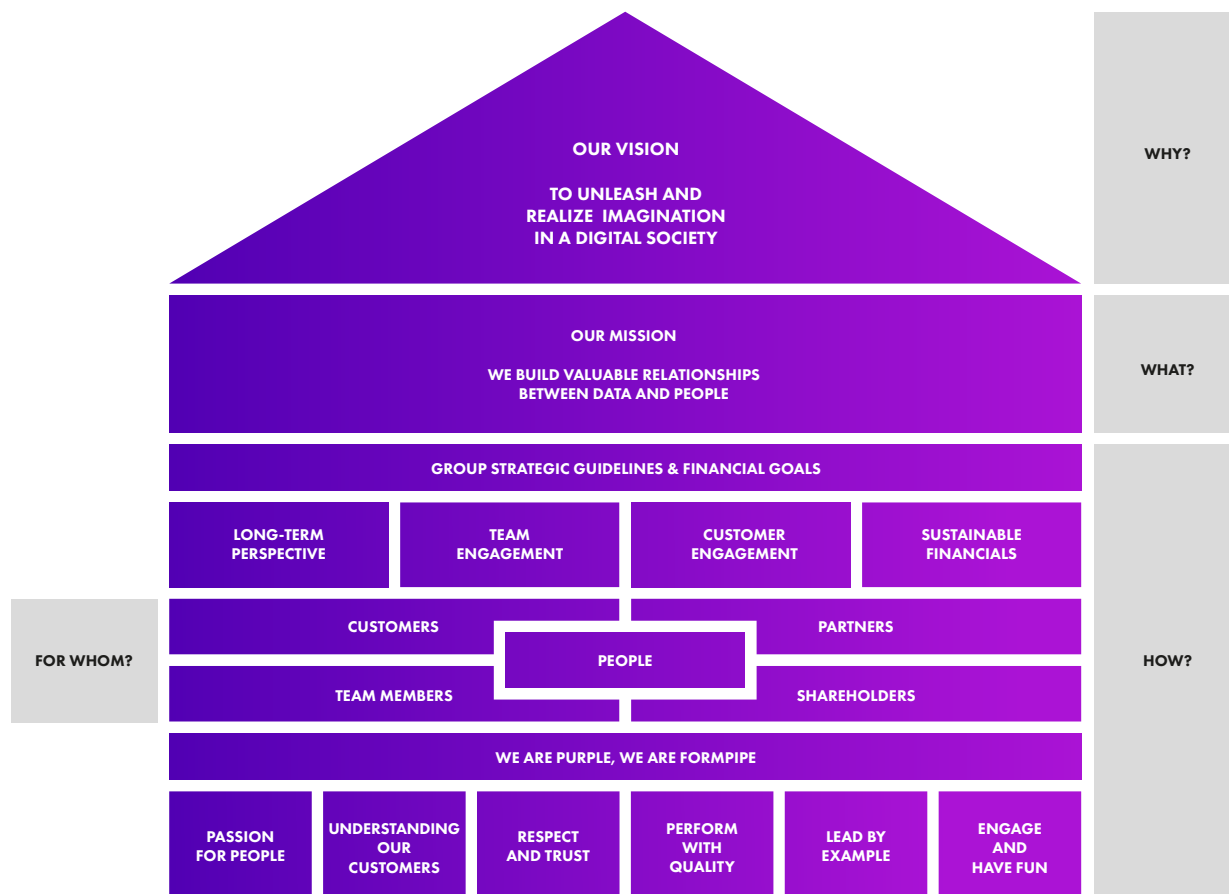 OUR VISION
TO UNLEASH AND
REALIZE IMAGINATION
IN A DIGITAL SOCIETY
WHY?
OUR MISSION
WE BUILD VALUABLE RELATIONSHIPS
BETWEEN DATA AND PEOPLE
WHAT?
GROUP STRATEGIC GUIDELINES & FINANCIAL GOALS
LONG-TERM
PERSPECTIVE
TEAM
ENGAGEMENT
CUSTOMER
ENGAGEMENT
SUSTAINABLE
FINANCIALS
FOR WHOM?
CUSTOMERS
PARTNERS
PEOPLE
TEAM MEMBERS
SHAREHOLDERS
HOW?
WE ARE PURPLE, WE ARE FORMPIPE
PASSION
FOR PEOPLE
UNDERSTANDING
OUR
CUSTOMERS
RESPECT
AND TRUST
PERFORM
WITH
QUALITY
LEAD BY
EXAMPLE
ENGAGE
AND
HAVE FUN